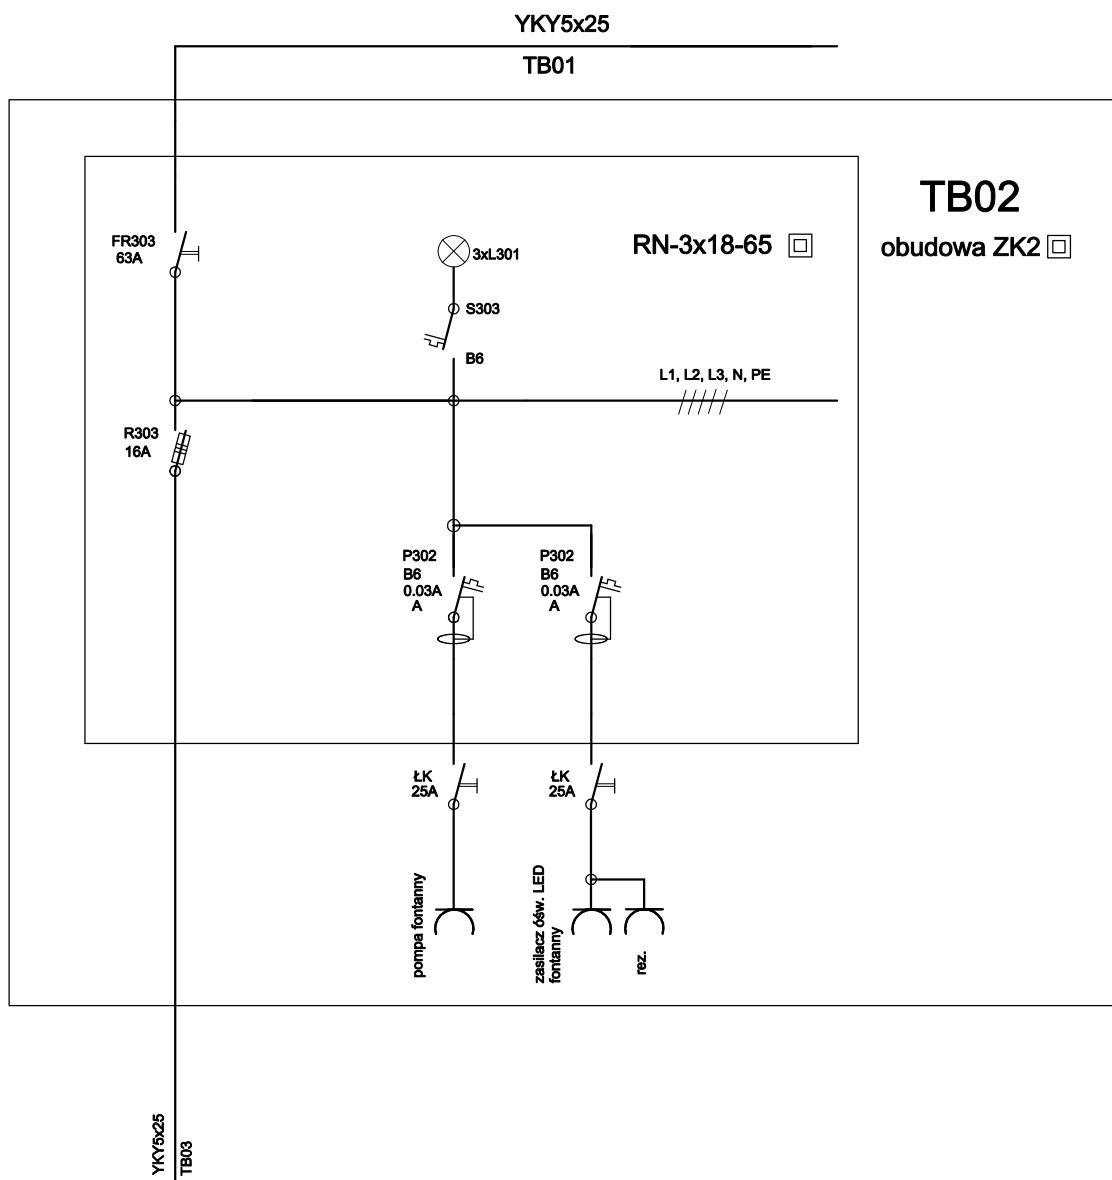 YKY5x25
TB01
TB02
obudowa ZK2
RN-3x18-65
FR303
63A
3xL301
S303
B6
L1, L2, L3, N, PE
R303
16A
P302
B6
0.03A
A
P302
B6
0.03A
A
ŁK
25A
ŁK
25A
pompa fontanny
zasilacz ośw. LED
fontanny
rez.
YKY5x25
TB03